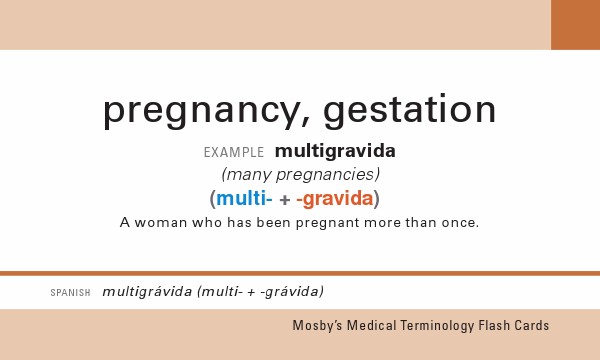 pregnancy, gestation
EXAMPLE multigravida
(many pregnancies)
(multi- + -gravida)
A woman who has been pregnant more than once.
SPANISH multigrávida (multi- + -grávida)
Mosby's Medical Terminology Flash Cards